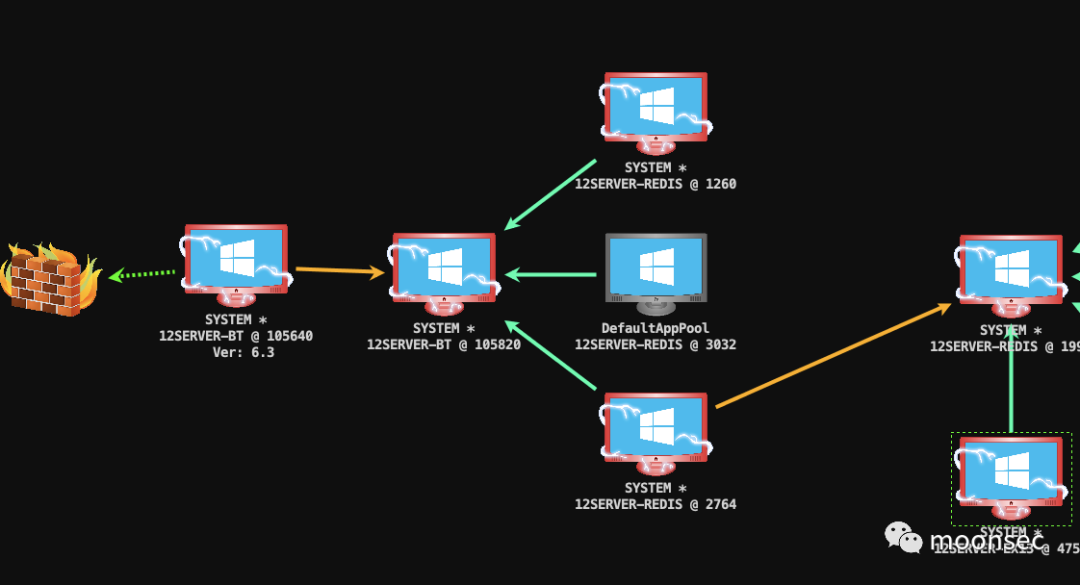 SYSTEM *
12SERVER-REDIS @ 1260
SYSTEM *
12SERVER-BT @ 105640
Ver: 6.3
SYSTEM *
12SERVER-BT @ 105820
DefaultAppPool
12SERVER-REDIS @ 3032
SYSTEM *
12SERVER-REDIS @ 199
SYSTEM *
12SERVER-REDIS @ 2764
SYSTEM *
12SERVER-EX13 @ 475
moonsec